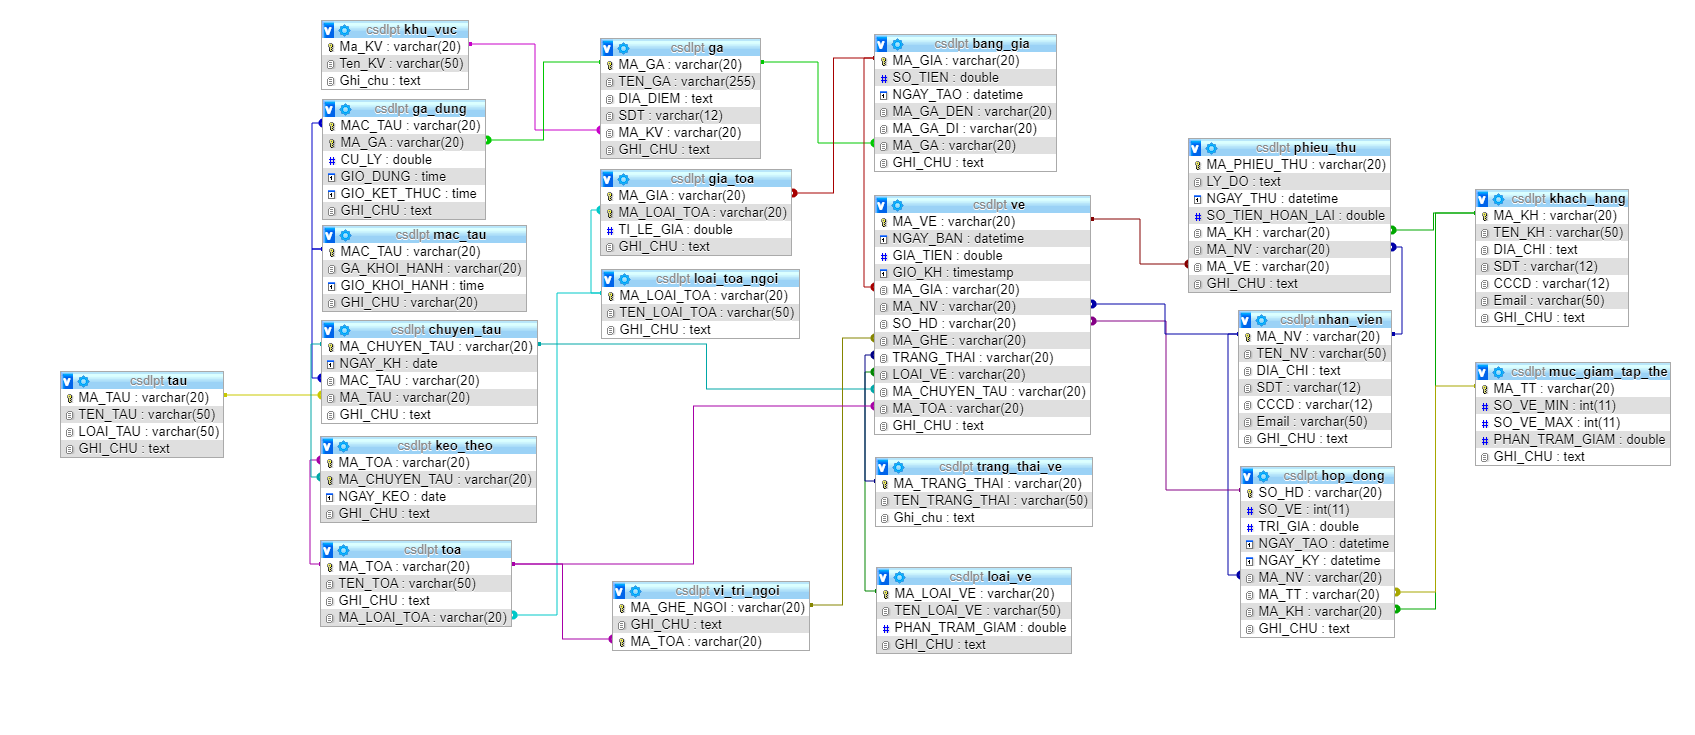 csdlpt khu_vuc
Ma_KV : varchar(20)
Ten_KV : varchar(50)
Ghi_chu : text
csdlpt ga_dung
MAC_TAU : varchar(20)
MA_GA : varchar(20)
CU_LY : double
GIO_DUNG : time
GIO_KET_THUC : time
GHI_CHU : text
csdlpt mac_tau
MAC_TAU : varchar(20)
GA_KHOI_HANH : varchar(20)
GIO_KHOI_HANH : time
GHI_CHU : varchar(20)
csdlpt chuyen_tau
MA_CHUYEN_TAU : varchar(20)
NGAY_KH : date
MAC_TAU : varchar(20)
MA_TAU : varchar(20)
GHI_CHU : text
csdlpt tau
MA_TAU : varchar(20)
TEN_TAU : varchar(50)
LOAI_TAU : varchar(50)
GHI_CHU : text
csdlpt keo_theo
MA_TOA : varchar(20)
MA_CHUYEN_TAU : varchar(20)
NGAY_KEO : date
GHI_CHU : text
csdlpt toa
MA_TOA : varchar(20)
TEN_TOA : varchar(50)
GHI_CHU : text
MA_LOAI_TOA : varchar(20)
csdlpt ga
MA_GA : varchar(20)
TEN_GA : varchar(255)
DIA_DIEM : text
SDT : varchar(12)
MA_KV : varchar(20)
GHI_CHU : text
csdlpt gia_toa
MA_GIA : varchar(20)
MA_LOAI_TOA : varchar(20)
TI_LE_GIA : double
GHI_CHU : text
csdlpt loai_toa_ngoi
MA_LOAI_TOA : varchar(20)
TEN_LOAI_TOA : varchar(50)
GHI_CHU : text
csdlpt vi_tri_ngoi
MA_GHE_NGOI : varchar(20)
GHI_CHU : text
MA_TOA : varchar(20)
csdlpt bang_gia
MA_GIA : varchar(20)
SO_TIEN : double
NGAY_TAO : datetime
MA_GA_DEN : varchar(20)
MA_GA_DI : varchar(20)
MA_GA : varchar(20)
GHI_CHU : text
csdlpt ve
MA_VE : varchar(20)
NGAY_BAN : datetime
GIA_TIEN : double
GIO_KH : timestamp
MA_GIA : varchar(20)
MA_NV : varchar(20)
SO_HD : varchar(20)
MA_GHE : varchar(20)
TRANG_THAI : varchar(20)
LOAI_VE : varchar(20)
MA_CHUYEN_TAU : varchar(20)
MA_TOA : varchar(20)
GHI_CHU : text
csdlpt trang_thai_ve
MA_TRANG_THAI : varchar(20)
TEN_TRANG_THAI : varchar(50)
Ghi_chu : text
csdlpt loai_ve
MA_LOAI_VE : varchar(20)
TEN_LOAI_VE : varchar(50)
PHAN_TRAM_GIAM : double
GHI_CHU : text
csdlpt phieu_thu
MA_PHIEU_THU : varchar(20)
LY_DO : text
NGAY_THU : datetime
SO_TIEN_HOAN_LAI : double
MA_KH : varchar(20)
MA_NV : varchar(20)
MA_VE : varchar(20)
GHI_CHU : text
csdlpt nhan_vien
MA_NV : varchar(20)
TEN_NV : varchar(50)
DIA_CHI : text
SDT : varchar(12)
CCCD : varchar(12)
Email : varchar(50)
GHI_CHU : text
csdlpt hop_dong
SO_HD : varchar(20)
SO_VE : int(11)
TRI_GIA : double
NGAY_TAO : datetime
NGAY_KY : datetime
MA_NV : varchar(20)
MA_TT : varchar(20)
MA_KH : varchar(20)
GHI_CHU : text
csdlpt khach_hang
MA_KH : varchar(20)
TEN_KH : varchar(50)
DIA_CHI : text
SDT : varchar(12)
CCCD : varchar(12)
Email : varchar(50)
GHI_CHU : text
csdlpt muc_giam_tap_the
MA_TT : varchar(20)
SO_VE_MIN : int(11)
SO_VE_MAX : int(11)
PHAN_TRAM_GIAM : double
GHI_CHU : text